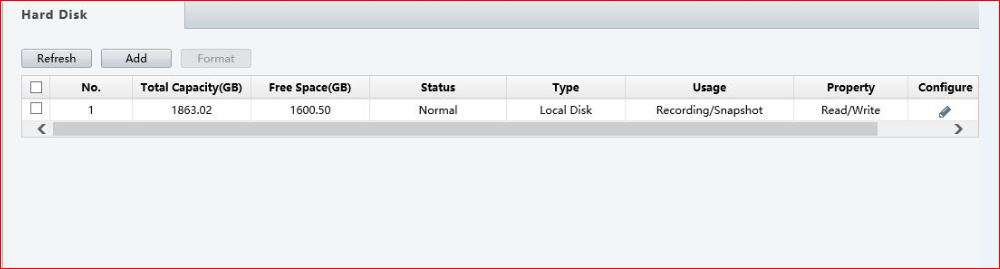 Hard Disk
Refresh Add Format
No. Total Capacity(GB) Free Space(GB) Status Type Usage Property Configure
1 1863.02 1600.50 Normal Local Disk Recording/Snapshot Read/Write